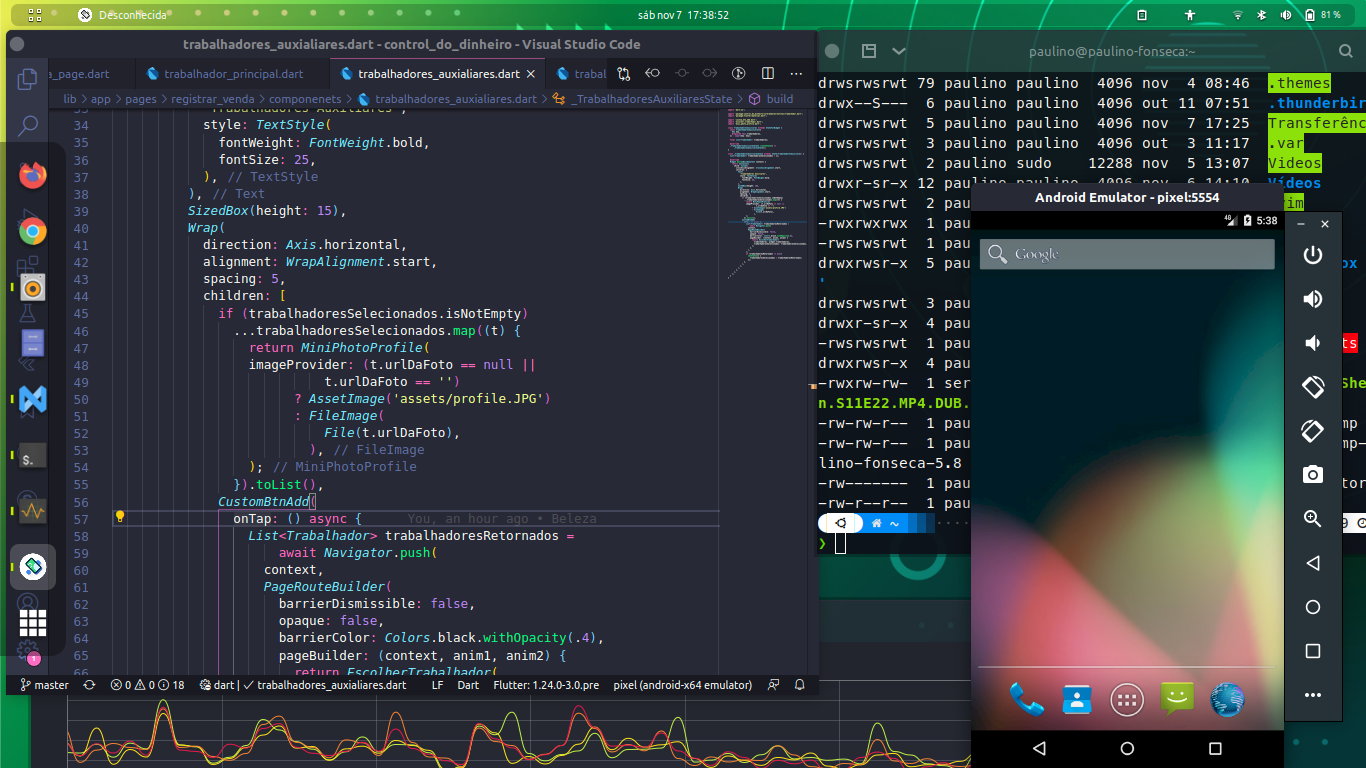 Desconhecida
sáb nov 7 17:38:52
81 %
trabalhadores_auxialiares.dart - control_do_dinheiro - Visual Studio Code
a_page.dart
trabalhador_principal.dart
trabalhadores_auxialiares.dart
trabal
lib > app > pages > registrar_venda > componenets > trabalhadores_auxialiares.dart > _TrabalhadoresAuxiliaresState > build
34 style: TextStyle(
35 fontWeight: FontWeight.bold,
36 fontSize: 25,
37 ), // TextStyle
38 ), // Text
39 SizedBox(height: 15),
40 Wrap(
41 direction: Axis.horizontal,
42 alignment: WrapAlignment.start,
43 spacing: 5,
44 children: [
45 if (trabalhadoresSelecionados.isNotEmpty)
46 ...trabalhadoresSelecionados.map((t) {
47 return MiniPhotoProfile(
48 imageProvider: (t.urlDaFoto == null ||
49 t.urlDaFoto == '')
50 ? AssetImage('assets/profile.JPG')
51 : FileImage(
52 File(t.urlDaFoto),
53 ), // FileImage
54 ); // MiniPhotoProfile
55 }).toList(),
56 CustomBtnAdd(
57 onTap: () async { You, an hour ago • Beleza
58 List<Trabalhador> trabalhadoresRetornados =
59 await Navigator.push(
60 context,
61 PageRouteBuilder(
62 barrierDismissible: false,
63 opaque: false,
64 barrierColor: Colors.black.withOpacity(.4),
65 pageBuilder: (context, anim1, anim2) {
66 return EscolherTrabalhador(
1
master
0 0 18
dart | ✓ trabalhadores_auxialiares.dart
LF
Dart
Flutter: 1.24.0-3.0.pre
pixel (android-x64 emulator)
paulino@paulino-fonseca:~
drwsrwsrwt 79 paulino paulino 4096 nov 4 08:46 .themes
drwx--S--- 6 paulino paulino 4096 out 11 07:51 .thunderbir
drwsrwsrwt 5 paulino paulino 4096 nov 7 17:25 Transferênc
drwsrwsrwt 3 paulino paulino 4096 out 3 11:17 .var
drwsrwsrwt 2 paulino sudo 12288 nov 5 13:07 Videos
drwxr-sr-x 12 paulino paulino 4096 nov 6 14:10 Vídeos
drwsrwsrwt 2 im
-rwxrwxrwx 1 pau
-rwsrwsrwt 1 pau
drwxrwsr-x 5 pau ox
'
drwsrwsrwt 3 pau
drwxr-sr-x 4 pau
-rwsrwsrwt 1 pau ts
drwxrwsr-x 4 pau
-rwxrw-rw- 1 ser She
n.S11E22.MP4.DUB.
-rw-rw-r-- 1 pau mp
-rw-rw-r-- 1 pau mp-
lino-fonseca-5.8
-rw------- 1 pau tor
-rw-r--r-- 1 pau
~
9
❯
Android Emulator - pixel:5554
4G
5:38
Google